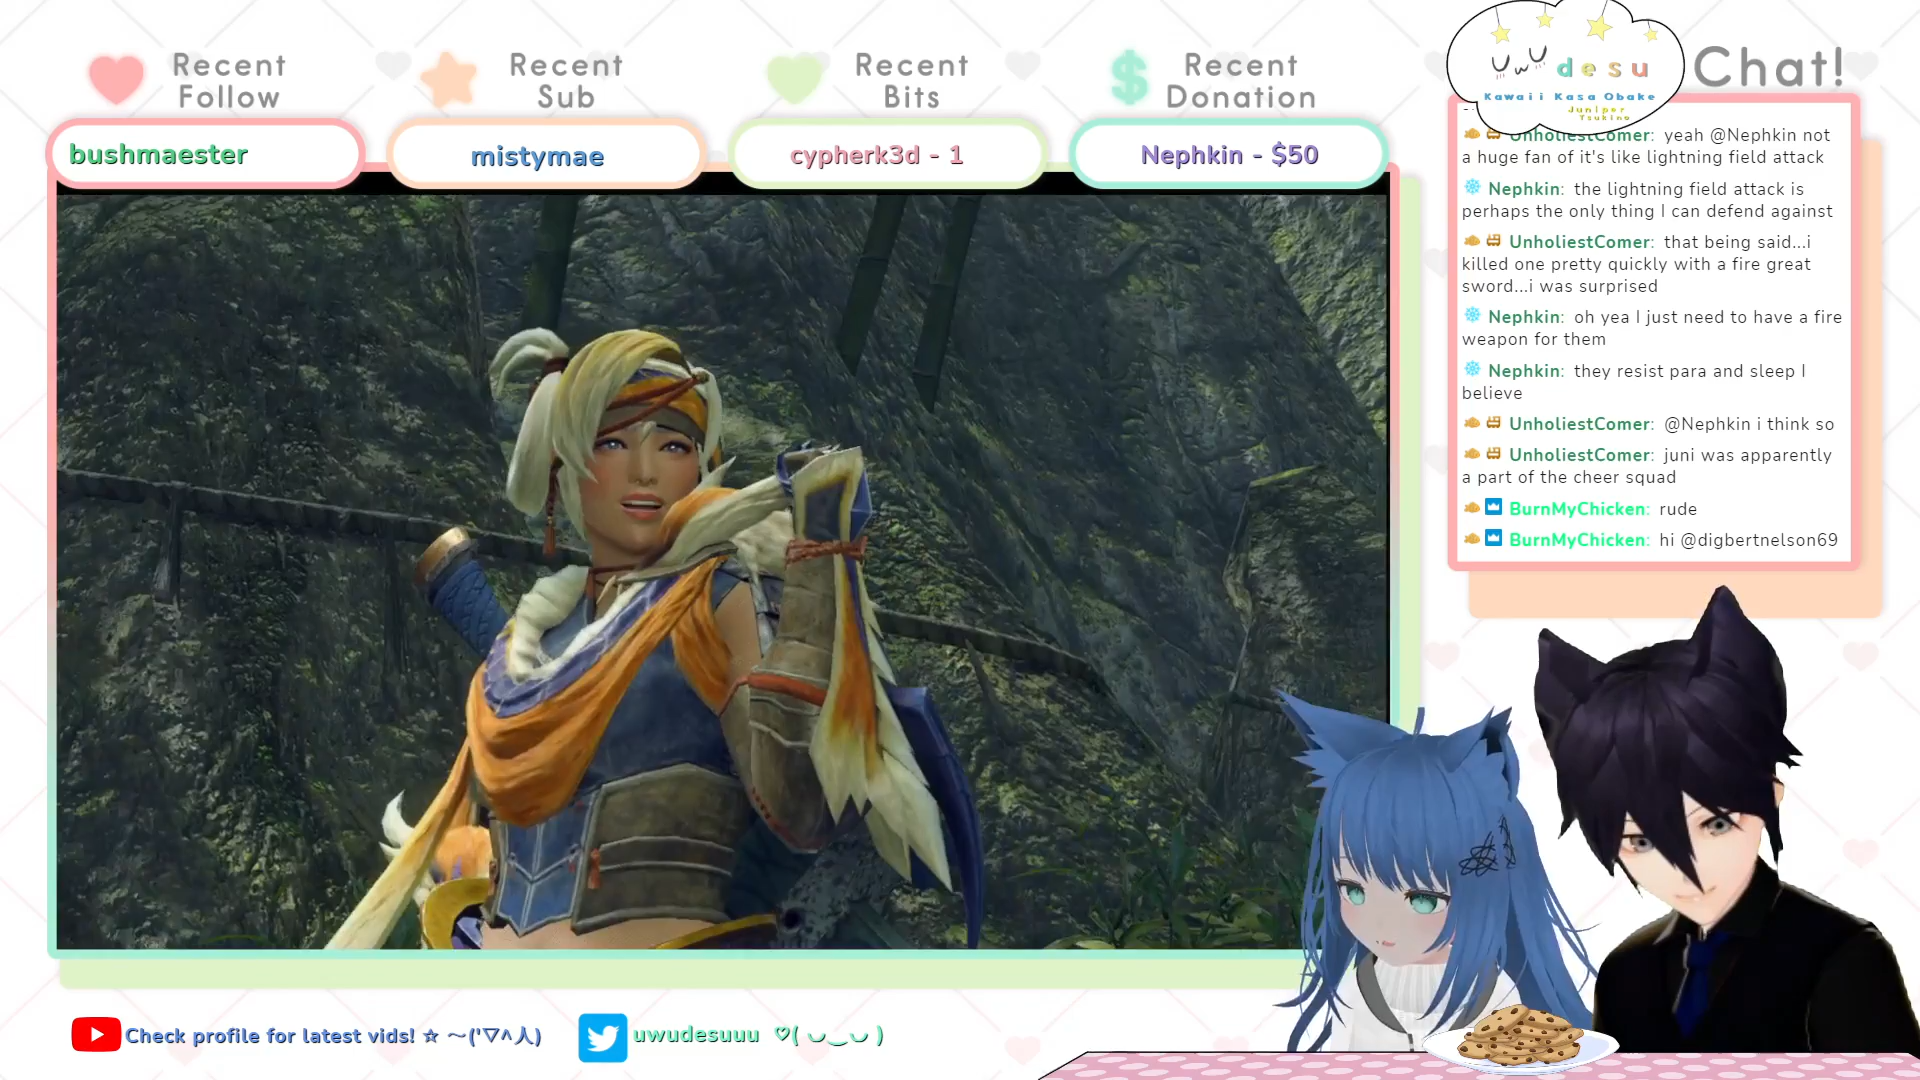 Recent
Follow
Recent
Sub
Recent
Bits
$
Recent
Donation
bushmaester
mistymae
cypherk3d - 1
Nephkin - $50
UwU desu
Kawaii Kasa Obake
Juniper
Tsukino
Chat!
UnholiestComer: yeah @Nephkin not
a huge fan of it's like lightning field attack
Nephkin: the lightning field attack is
perhaps the only thing I can defend against
UnholiestComer: that being said...i
killed one pretty quickly with a fire great
sword...i was surprised
Nephkin: oh yea I just need to have a fire
weapon for them
Nephkin: they resist para and sleep I
believe
UnholiestComer: @Nephkin i think so
UnholiestComer: juni was apparently
a part of the cheer squad
BurnMyChicken: rude
BurnMyChicken: hi @digbertnelson69
Check profile for latest vids! ☆ ～('▽^人)
uwudesuuu ♡( ◡‿◡ )